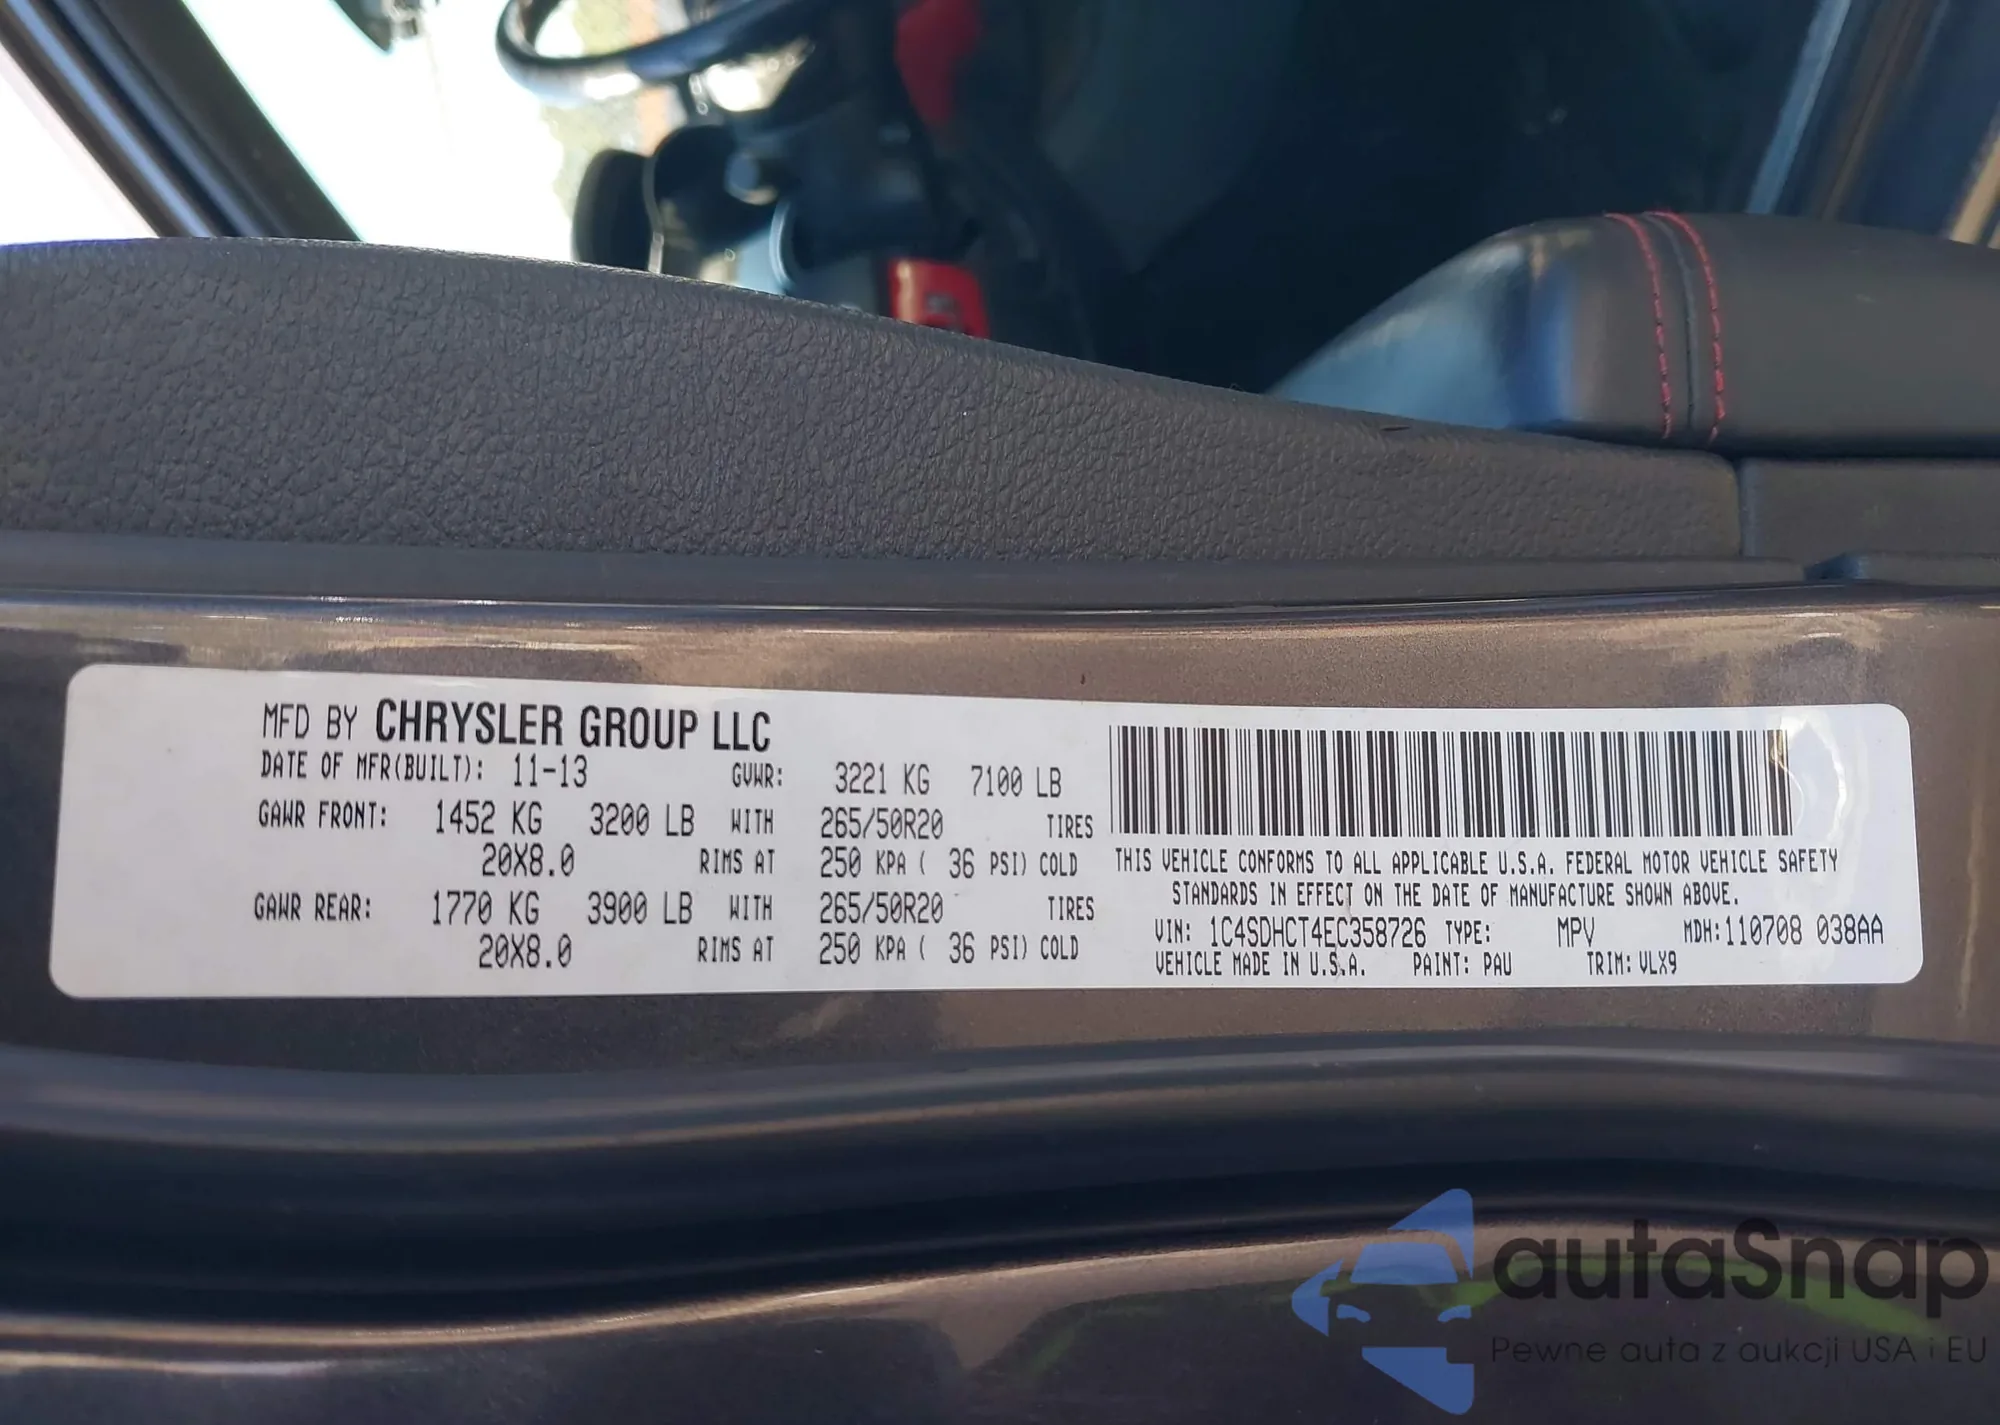 MFD BY CHRYSLER GROUP LLC
DATE OF MFR(BUILT): 11-13 GVWR: 3221 KG 7100 LB
GAWR FRONT: 1452 KG 3200 LB WITH 265/50R20 TIRES
20X8.0 RIMS AT 250 KPA ( 36 PSI) COLD
GAWR REAR: 1770 KG 3900 LB WITH 265/50R20 TIRES
20X8.0 RIMS AT 250 KPA ( 36 PSI) COLD
THIS VEHICLE CONFORMS TO ALL APPLICABLE U.S.A. FEDERAL MOTOR VEHICLE SAFETY
STANDARDS IN EFFECT ON THE DATE OF MANUFACTURE SHOWN ABOVE.
VIN: 1C4SDHCT4EC358726 TYPE: MPV MDH:110708 038AA
VEHICLE MADE IN U.S.A. PAINT: PAU TRIM: VLX9
autaSnap
Pewne auta z aukcji USA i EU